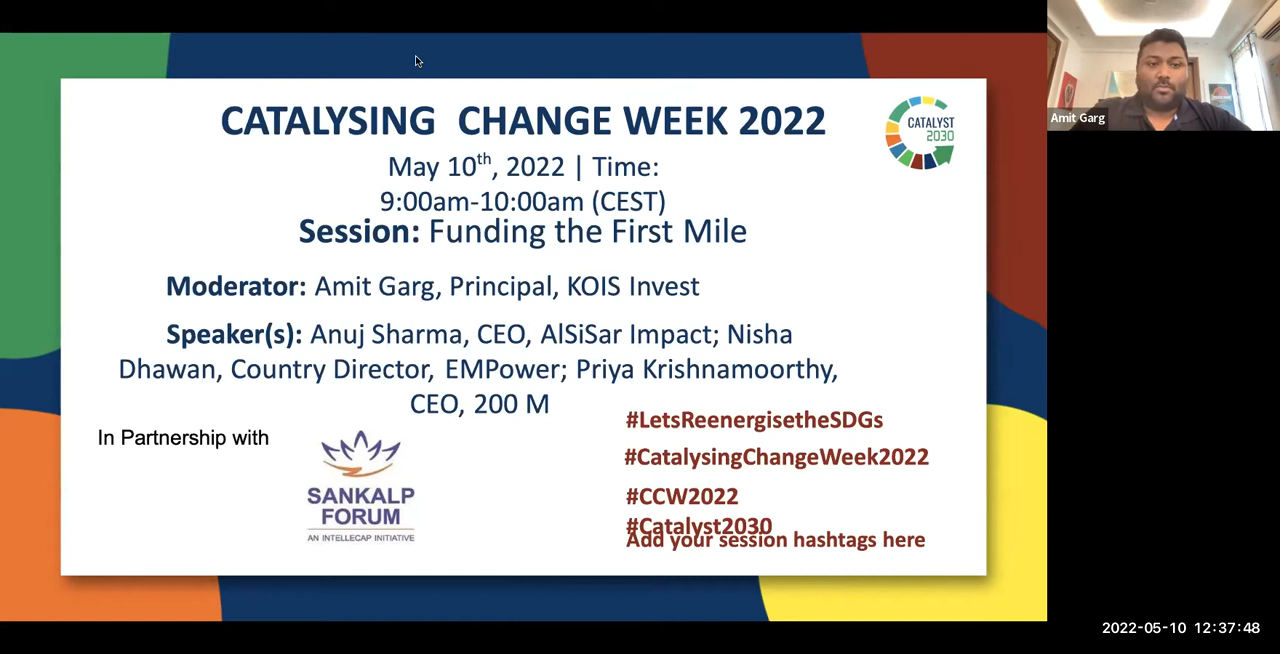 CATALYSING CHANGE WEEK 2022
CATALYST
2030
May 10th, 2022 | Time:
9:00am-10:00am (CEST)
Session: Funding the First Mile
Moderator: Amit Garg, Principal, KOIS Invest
Speaker(s): Anuj Sharma, CEO, AlSiSar Impact; Nisha
Dhawan, Country Director, EMPower; Priya Krishnamoorthy,
CEO, 200 M
In Partnership with
SANKALP
FORUM
AN INTELLECAP INITIATIVE
#LetsReenergisetheSDGs
#CatalysingChangeWeek2022
#CCW2022
#Catalyst2030
Add your session hashtags here
Amit Garg
2022-05-10 12:37:48